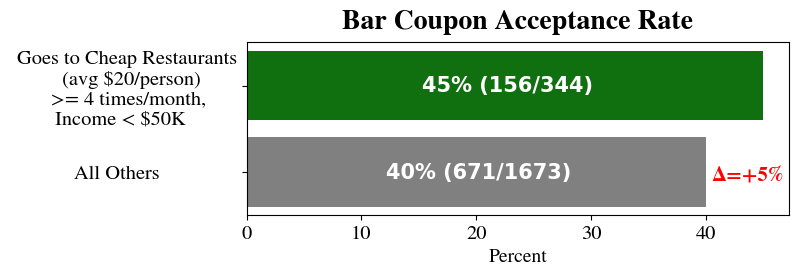 Bar Coupon Acceptance Rate
Goes to Cheap Restaurants
(avg $20/person)
>= 4 times/month,
Income < $50K
45% (156/344)
All Others
40% (671/1673)
Δ=+5%
0 10 20 30 40
Percent